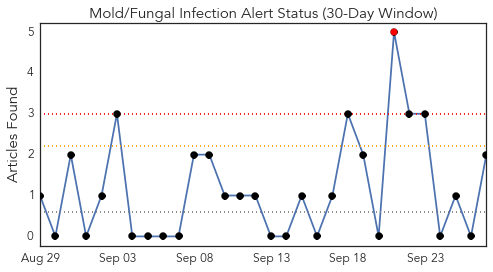 Mold/Fungal Infection Alert Status (30-Day Window)
Articles Found
5
4
3
2
1
0
Aug 29 Sep 03 Sep 08 Sep 13 Sep 18 Sep 23